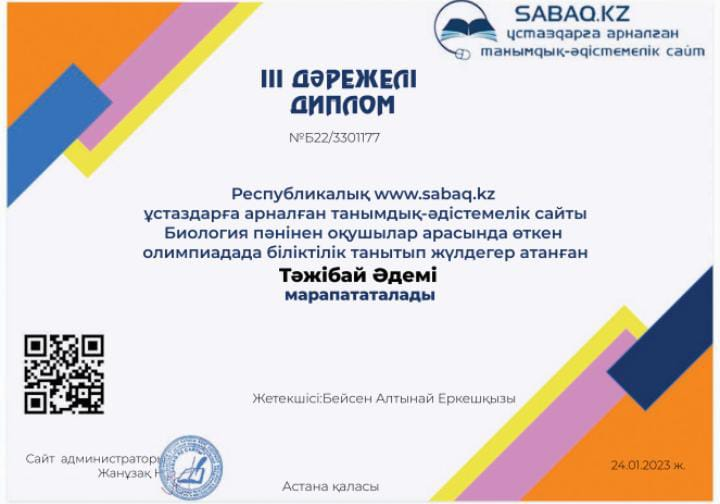 SABAQ.KZ
ұстаздарға арналған
танымдық-әдістемелік сайт
III ДӘРЕЖЕЛІ
ДИПЛОМ
№Б22/3301177
Республикалық www.sabaq.kz
ұстаздарға арналған танымдық-әдістемелік сайты
Биология пәнінен оқушылар арасында өткен
олимпиадада біліктілік танытып жүлдегер атанған
Тәжібай Әдемі
марапататалады
Жетекшісі:Бейсен Алтынай Еркешқызы
Сайт администраторы
Жанұзақ Н
24.01.2023 ж.
Астана қаласы